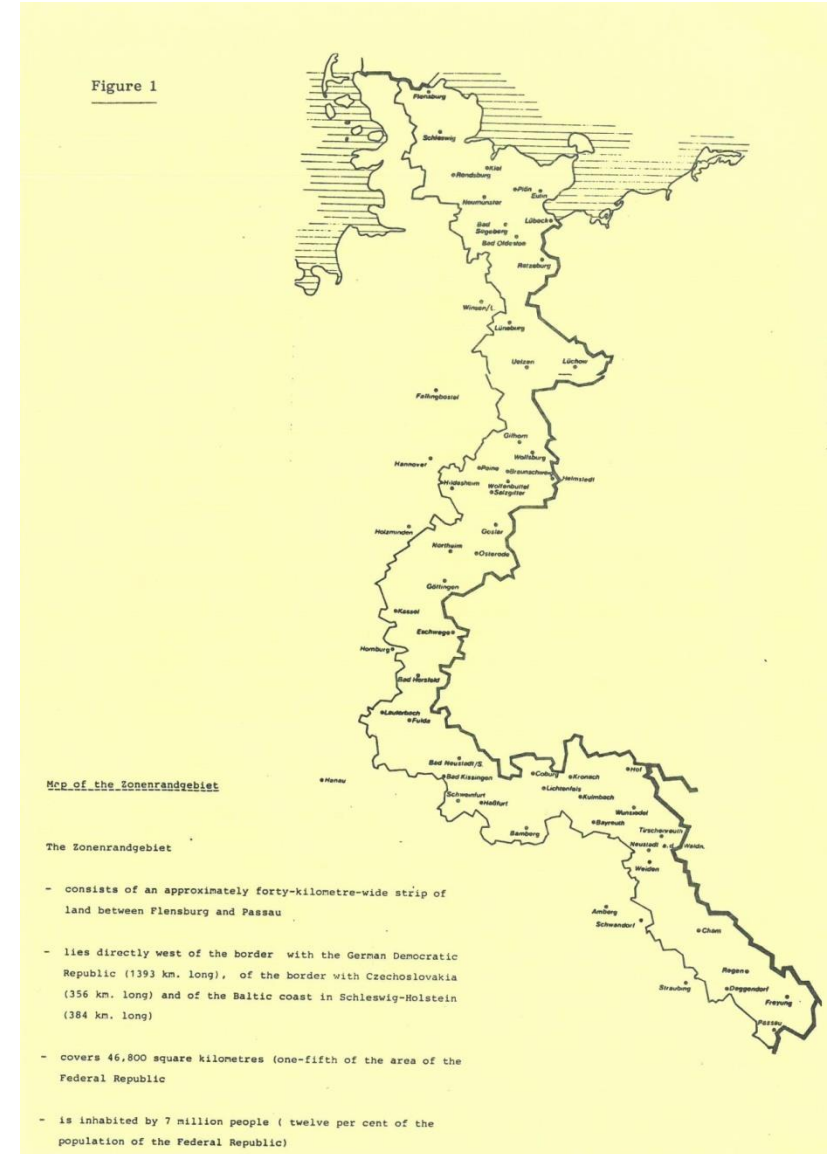 Figure 1
Flensburg
Schleswig
Kiel
Rendsburg
Plön
Eutin
Neumünster
Lübeck
Bad
Segeberg
Bad Oldesloe
Ratzeburg
Winsen/L.
Lüneburg
Uelzen
Lüchow
Fallingbostel
Gifhorn
Wolfsburg
Hannover
Peine
Braunschweig
Helmstedt
Hildesheim
Wolfenbüttel
Salzgitter
Holzminden
Goslar
Northeim
Osterode
Göttingen
Kassel
Eschwege
Homburg
Bad Hersfeld
Lauterbach
Fulda
Bad Neustadt/S.
Hanau
Bad Kissingen
Coburg
Kronach
Hof
Schweinfurt
Haßfurt
Lichtenfels
Kulmbach
Wunsiedel
Bayreuth
Bamberg
Tirschenreuth
Neustadt a.d. Waldn.
Weiden
Amberg
Schwandorf
Cham
Regen
Straubing
Deggendorf
Freyung
Passau
Map of the Zonenrandgebiet
The Zonenrandgebiet
- consists of an approximately forty-kilometre-wide strip of
land between Flensburg and Passau
- lies directly west of the border with the German Democratic
Republic (1393 km. long), of the border with Czechoslovakia
(356 km. long) and of the Baltic coast in Schleswig-Holstein
(384 km. long)
- covers 46,800 square kilometres (one-fifth of the area of the
Federal Republic
- is inhabited by 7 million people ( twelve per cent of the
population of the Federal Republic)